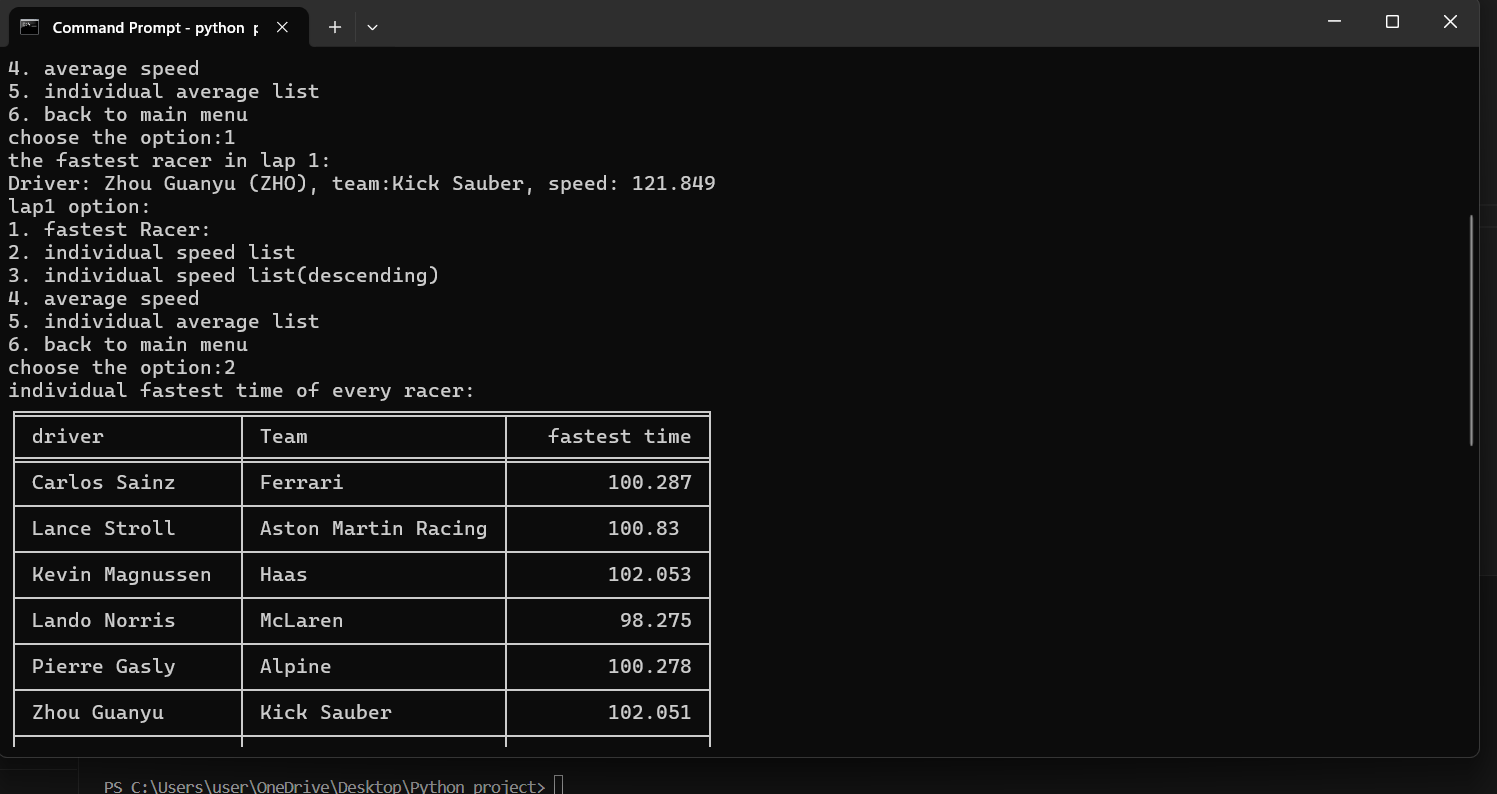 Command Prompt - python p
4. average speed
5. individual average list
6. back to main menu
choose the option:1
the fastest racer in lap 1:
Driver: Zhou Guanyu (ZHO), team:Kick Sauber, speed: 121.849
lap1 option:
1. fastest Racer:
2. individual speed list
3. individual speed list(descending)
4. average speed
5. individual average list
6. back to main menu
choose the option:2
individual fastest time of every racer:
driver Team fastest time
Carlos Sainz Ferrari 100.287
Lance Stroll Aston Martin Racing 100.83
Kevin Magnussen Haas 102.053
Lando Norris McLaren 98.275
Pierre Gasly Alpine 100.278
Zhou Guanyu Kick Sauber 102.051
PS C:\Users\user\OneDrive\Desktop\Python project>